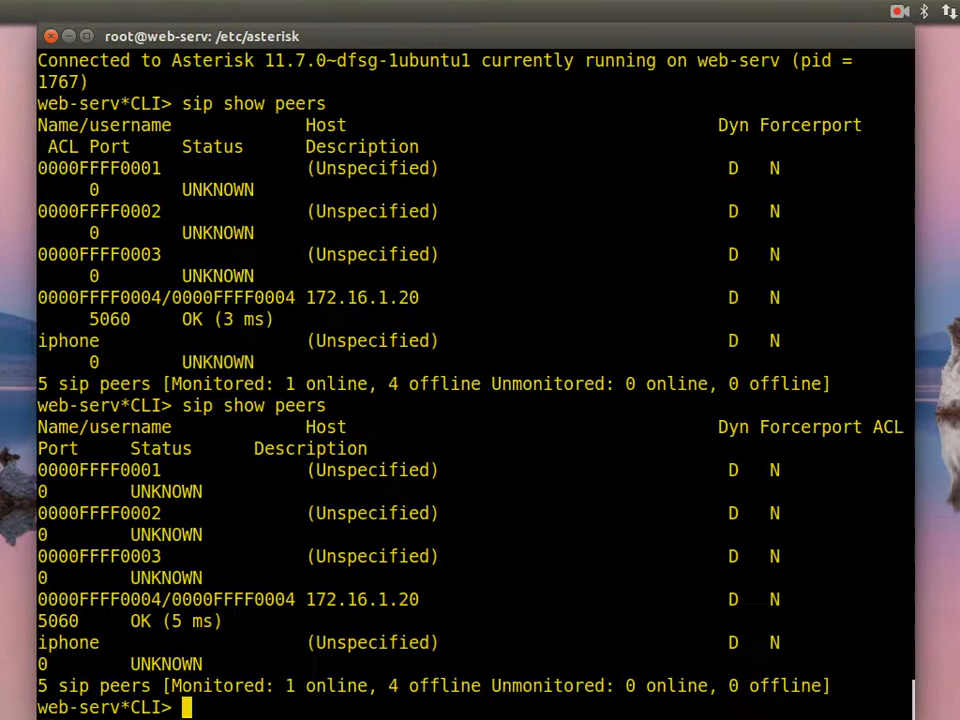 root@web-serv: /etc/asterisk
Connected to Asterisk 11.7.0~dfsg-1ubuntu1 currently running on web-serv (pid =
1767)
web-serv*CLI> sip show peers
Name/username             Host                                    Dyn Forcerport
 ACL Port     Status     Description
0000FFFF0001              (Unspecified)                            D   N
     0        UNKNOWN
0000FFFF0002              (Unspecified)                            D   N
     0        UNKNOWN
0000FFFF0003              (Unspecified)                            D   N
     0        UNKNOWN
0000FFFF0004/0000FFFF0004 172.16.1.20                              D   N
     5060     OK (3 ms)
iphone                    (Unspecified)                            D   N
     0        UNKNOWN
5 sip peers [Monitored: 1 online, 4 offline Unmonitored: 0 online, 0 offline]
web-serv*CLI> sip show peers
Name/username             Host                                    Dyn Forcerport ACL
Port     Status      Description
0000FFFF0001              (Unspecified)                            D   N
0        UNKNOWN
0000FFFF0002              (Unspecified)                            D   N
0        UNKNOWN
0000FFFF0003              (Unspecified)                            D   N
0        UNKNOWN
0000FFFF0004/0000FFFF0004 172.16.1.20                              D   N
5060     OK (5 ms)
iphone                    (Unspecified)                            D   N
0        UNKNOWN
5 sip peers [Monitored: 1 online, 4 offline Unmonitored: 0 online, 0 offline]
web-serv*CLI>